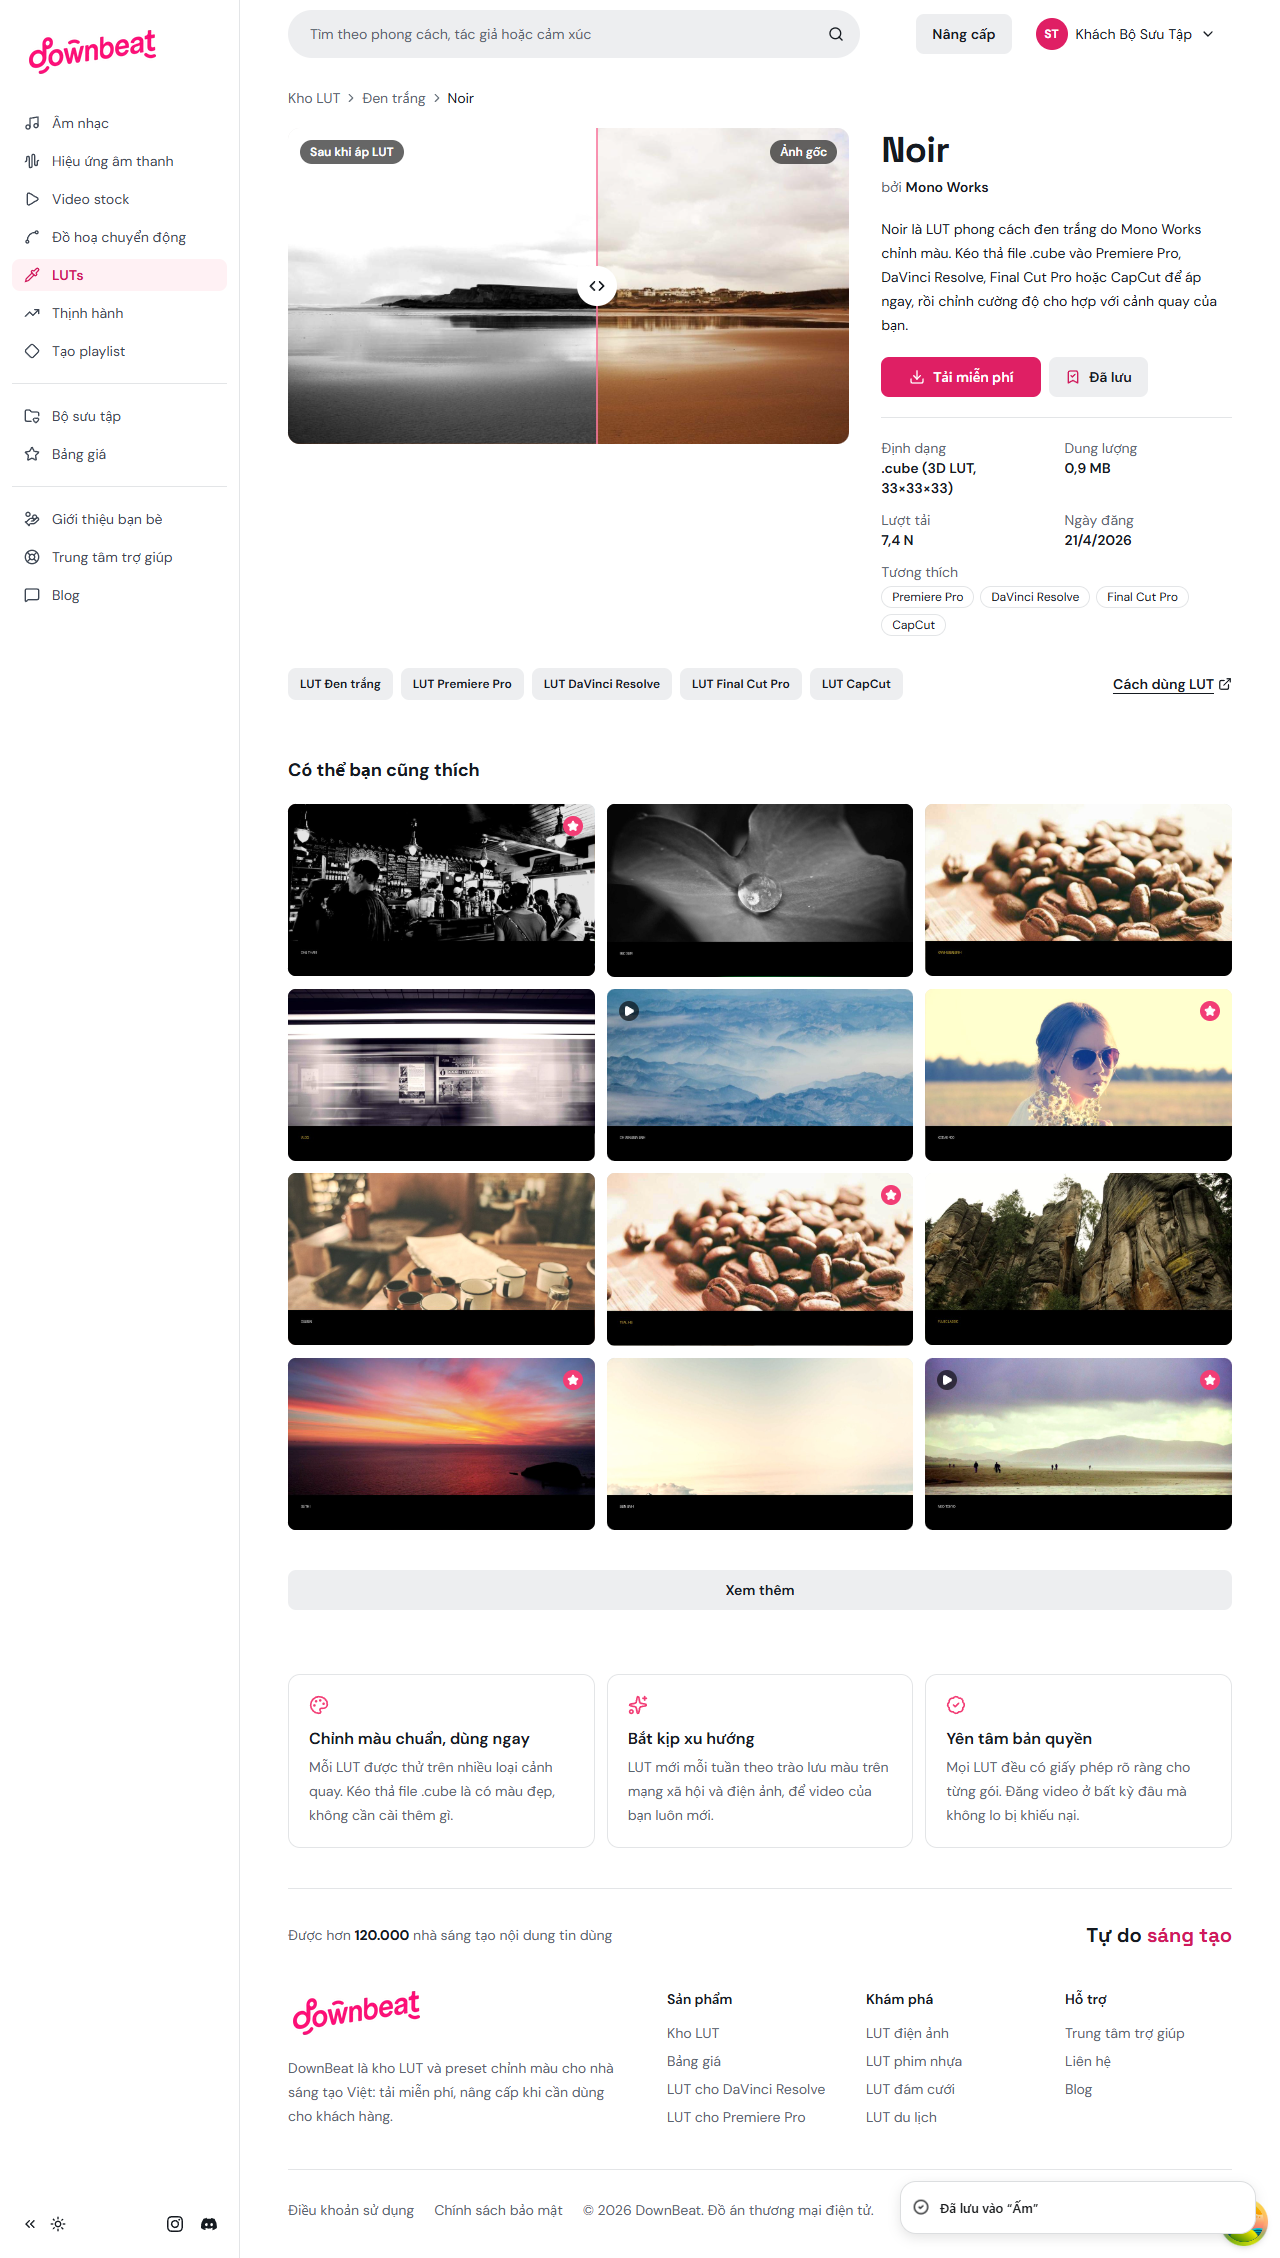 downbeat
Tìm theo phong cách, tác giả hoặc cảm xúc
Nâng cấp
ST
Khách Bộ Sưu Tập
Âm nhạc
Hiệu ứng âm thanh
Video stock
Đồ hoạ chuyển động
LUTs
Thịnh hành
Tạo playlist
Bộ sưu tập
Bảng giá
Giới thiệu bạn bè
Trung tâm trợ giúp
Blog
Kho LUT > Đen trắng > Noir
Sau khi áp LUT
Ảnh gốc
Noir
bởi Mono Works
Noir là LUT phong cách đen trắng do Mono Works
chỉnh màu. Kéo thả file .cube vào Premiere Pro,
DaVinci Resolve, Final Cut Pro hoặc CapCut để áp
ngay, rồi chỉnh cường độ cho hợp với cảnh quay của
bạn.
Tải miễn phí
Đã lưu
Định dạng
.cube (3D LUT,
33×33×33)
Dung lượng
0,9 MB
Lượt tải
7,4 N
Ngày đăng
21/4/2026
Tương thích
Premiere Pro
DaVinci Resolve
Final Cut Pro
CapCut
LUT Đen trắng
LUT Premiere Pro
LUT DaVinci Resolve
LUT Final Cut Pro
LUT CapCut
Cách dùng LUT
Có thể bạn cũng thích
Xem thêm
Chỉnh màu chuẩn, dùng ngay
Mỗi LUT được thử trên nhiều loại cảnh
quay. Kéo thả file .cube là có màu đẹp,
không cần cài thêm gì.
Bắt kịp xu hướng
LUT mới mỗi tuần theo trào lưu màu trên
mạng xã hội và điện ảnh, để video của
bạn luôn mới.
Yên tâm bản quyền
Mọi LUT đều có giấy phép rõ ràng cho
từng gói. Đăng video ở bất kỳ đâu mà
không lo bị khiếu nại.
Được hơn 120.000 nhà sáng tạo nội dung tin dùng
Tự do sáng tạo
downbeat
DownBeat là kho LUT và preset chỉnh màu cho nhà
sáng tạo Việt: tải miễn phí, nâng cấp khi cần dùng
cho khách hàng.
Sản phẩm
Kho LUT
Bảng giá
LUT cho DaVinci Resolve
LUT cho Premiere Pro
Khám phá
LUT điện ảnh
LUT phim nhựa
LUT đám cưới
LUT du lịch
Hỗ trợ
Trung tâm trợ giúp
Liên hệ
Blog
Điều khoản sử dụng
Chính sách bảo mật
© 2026 DownBeat. Đồ án thương mại điện tử.
Đã lưu vào “Ấm”